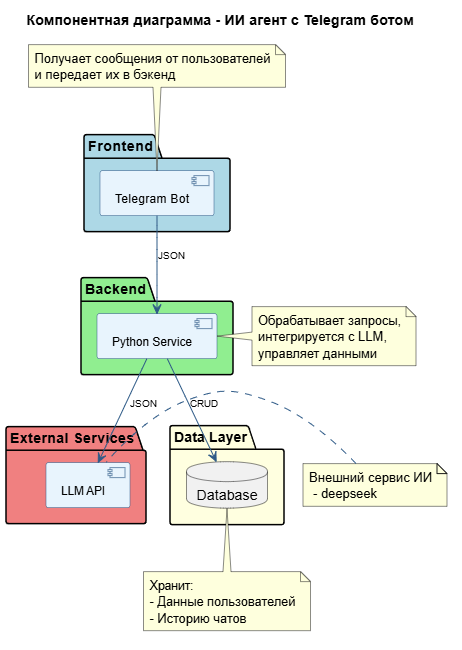 Компонентная диаграмма - ИИ агент с Telegram ботом
Получает сообщения от пользователей
и передает их в бэкенд
Frontend
Telegram Bot
JSON
Backend
Python Service
Обрабатывает запросы,
интегрируется с LLM,
управляет данными
JSON
CRUD
External Services
LLM API
Data Layer
Database
Внешний сервис ИИ
- deepseek
Хранит:
- Данные пользователей
- Историю чатов